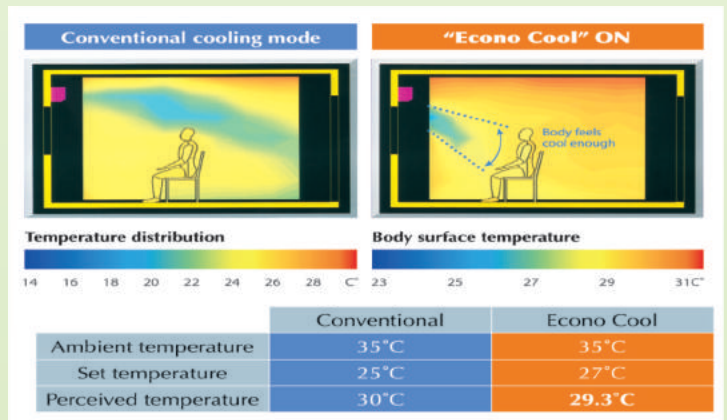 Conventional cooling mode
“Econo Cool” ON
Body feels
cool enough
Temperature distribution
14 16 18 20 22 24 26 28 C°
Body surface temperature
23 25 27 29 31C°
Conventional Econo Cool
Ambient temperature 35°C 35°C
Set temperature 25°C 27°C
Perceived temperature 30°C 29.3°C